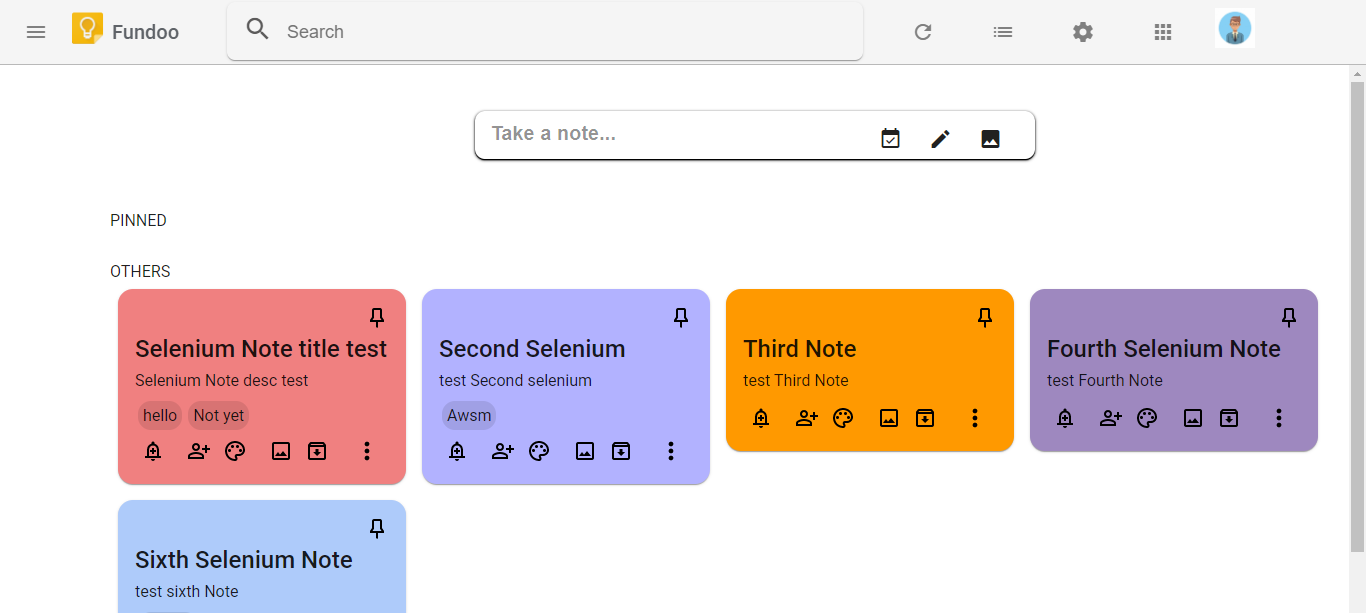 Fundoo
Search
Take a note...
PINNED
OTHERS
Selenium Note title test
Selenium Note desc test
hello Not yet
Second Selenium
test Second selenium
Awsm
Third Note
test Third Note
Fourth Selenium Note
test Fourth Note
Sixth Selenium Note
test sixth Note